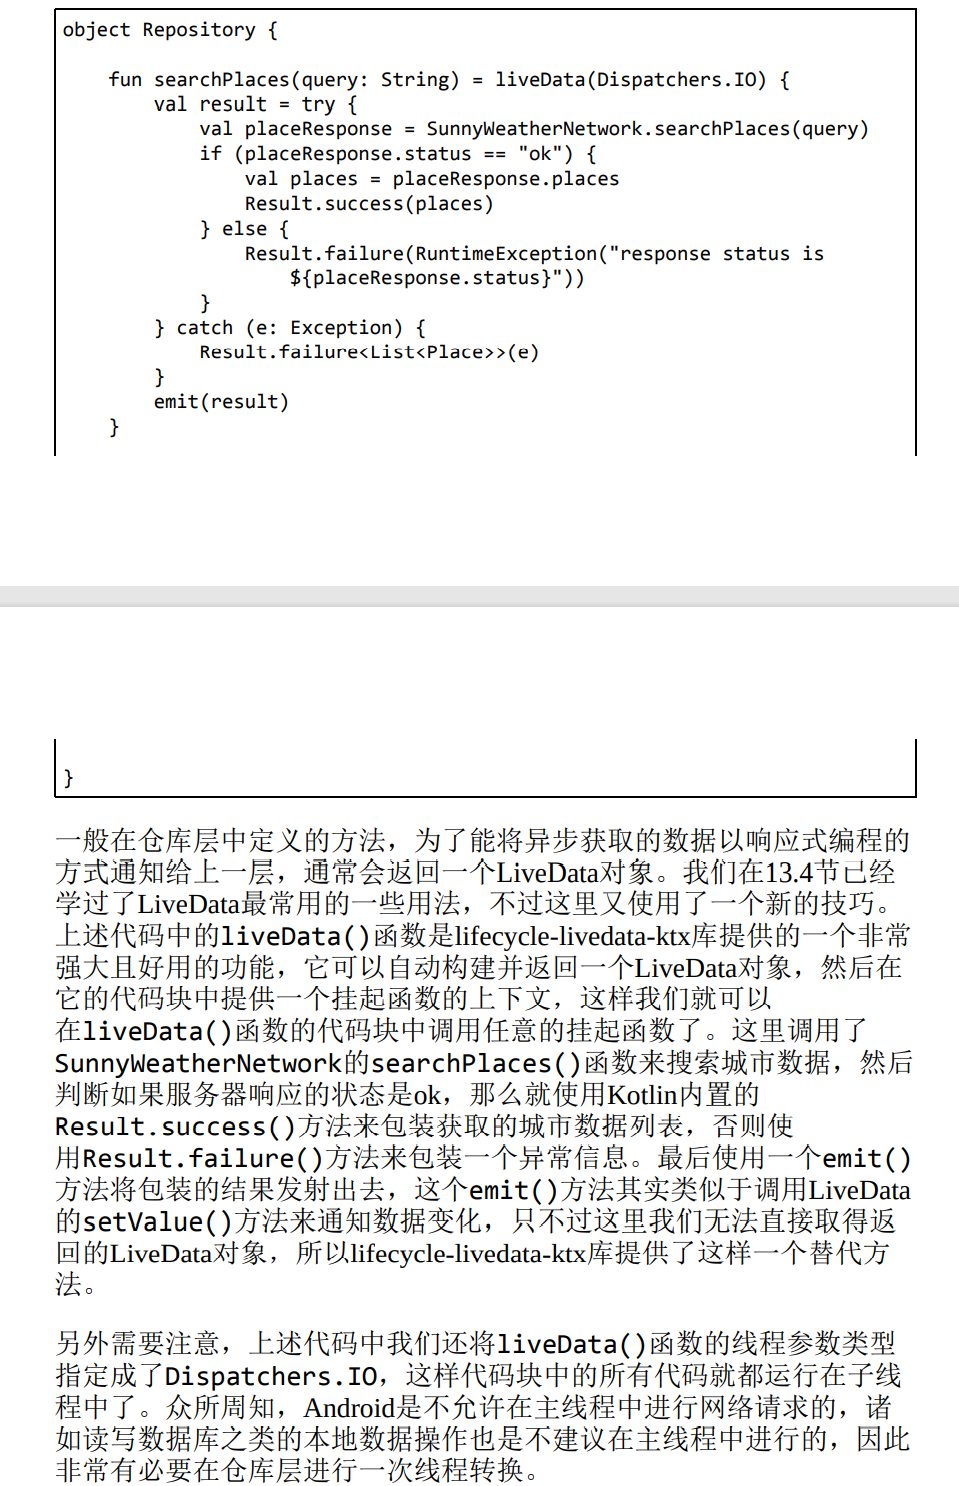 object Repository {
fun searchPlaces(query: String) = liveData(Dispatchers.IO) {
val result = try {
val placeResponse = SunnyWeatherNetwork.searchPlaces(query)
if (placeResponse.status == "ok") {
val places = placeResponse.places
Result.success(places)
} else {
Result.failure(RuntimeException("response status is
${placeResponse.status}"))
}
} catch (e: Exception) {
Result.failure<List<Place>>(e)
}
emit(result)
}
}
一般在仓库层中定义的方法，为了能将异步获取的数据以响应式编程的
方式通知给上一层，通常会返回一个LiveData对象。我们在13.4节已经
学过了LiveData最常用的一些用法，不过这里又使用了一个新的技巧。
上述代码中的liveData()函数是lifecycle-livedata-ktx库提供的一个非常
强大且好用的功能，它可以自动构建并返回一个LiveData对象，然后在
它的代码块中提供一个挂起函数的上下文，这样我们就可以
在liveData()函数的代码块中调用任意的挂起函数了。这里调用了
SunnyWeatherNetwork的searchPlaces()函数来搜索城市数据，然后
判断如果服务器响应的状态是ok，那么就使用Kotlin内置的
Result.success()方法来包装获取的城市数据列表，否则使
用Result.failure()方法来包装一个异常信息。最后使用一个emit()
方法将包装的结果发射出去，这个emit()方法其实类似于调用LiveData
的setValue()方法来通知数据变化，只不过这里我们无法直接取得返
回的LiveData对象，所以lifecycle-livedata-ktx库提供了这样一个替代方
法。
另外需要注意，上述代码中我们还将liveData()函数的线程参数类型
指定成了Dispatchers.IO，这样代码块中的所有代码就都运行在子线
程中了。众所周知，Android是不允许在主线程中进行网络请求的，诸
如读写数据库之类的本地数据操作也是不建议在主线程中进行的，因此
非常有必要在仓库层进行一次线程转换。